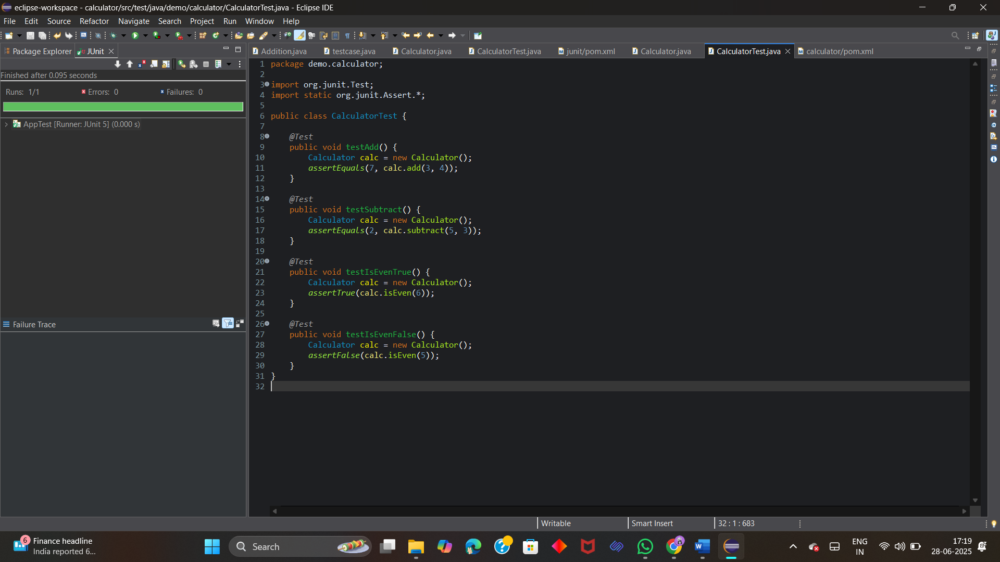 eclipse-workspace - calculator/src/test/java/demo/calculator/CalculatorTest.java - Eclipse IDE
File Edit Source Refactor Navigate Search Project Run Window Help
Package Explorer JUnit
Addition.java testcase.java Calculator.java CalculatorTest.java junit/pom.xml Calculator.java CalculatorTest.java calculator/pom.xml
Finished after 0.095 seconds
Runs: 1/1 Errors: 0 Failures: 0
AppTest [Runner: JUnit 5] (0.000 s)
Failure Trace
1 package demo.calculator;
2
3 import org.junit.Test;
4 import static org.junit.Assert.*;
5
6 public class CalculatorTest {
7
8 @Test
9 public void testAdd() {
10 Calculator calc = new Calculator();
11 assertEquals(7, calc.add(3, 4));
12 }
13
14 @Test
15 public void testSubtract() {
16 Calculator calc = new Calculator();
17 assertEquals(2, calc.subtract(5, 3));
18 }
19
20 @Test
21 public void testIsEvenTrue() {
22 Calculator calc = new Calculator();
23 assertTrue(calc.isEven(6));
24 }
25
26 @Test
27 public void testIsEvenFalse() {
28 Calculator calc = new Calculator();
29 assertFalse(calc.isEven(5));
30 }
31 }
32
Writable Smart Insert 32 : 1 : 683
6 Finance headline
India reported 6...
Search
ENG
IN
17:19
28-06-2025